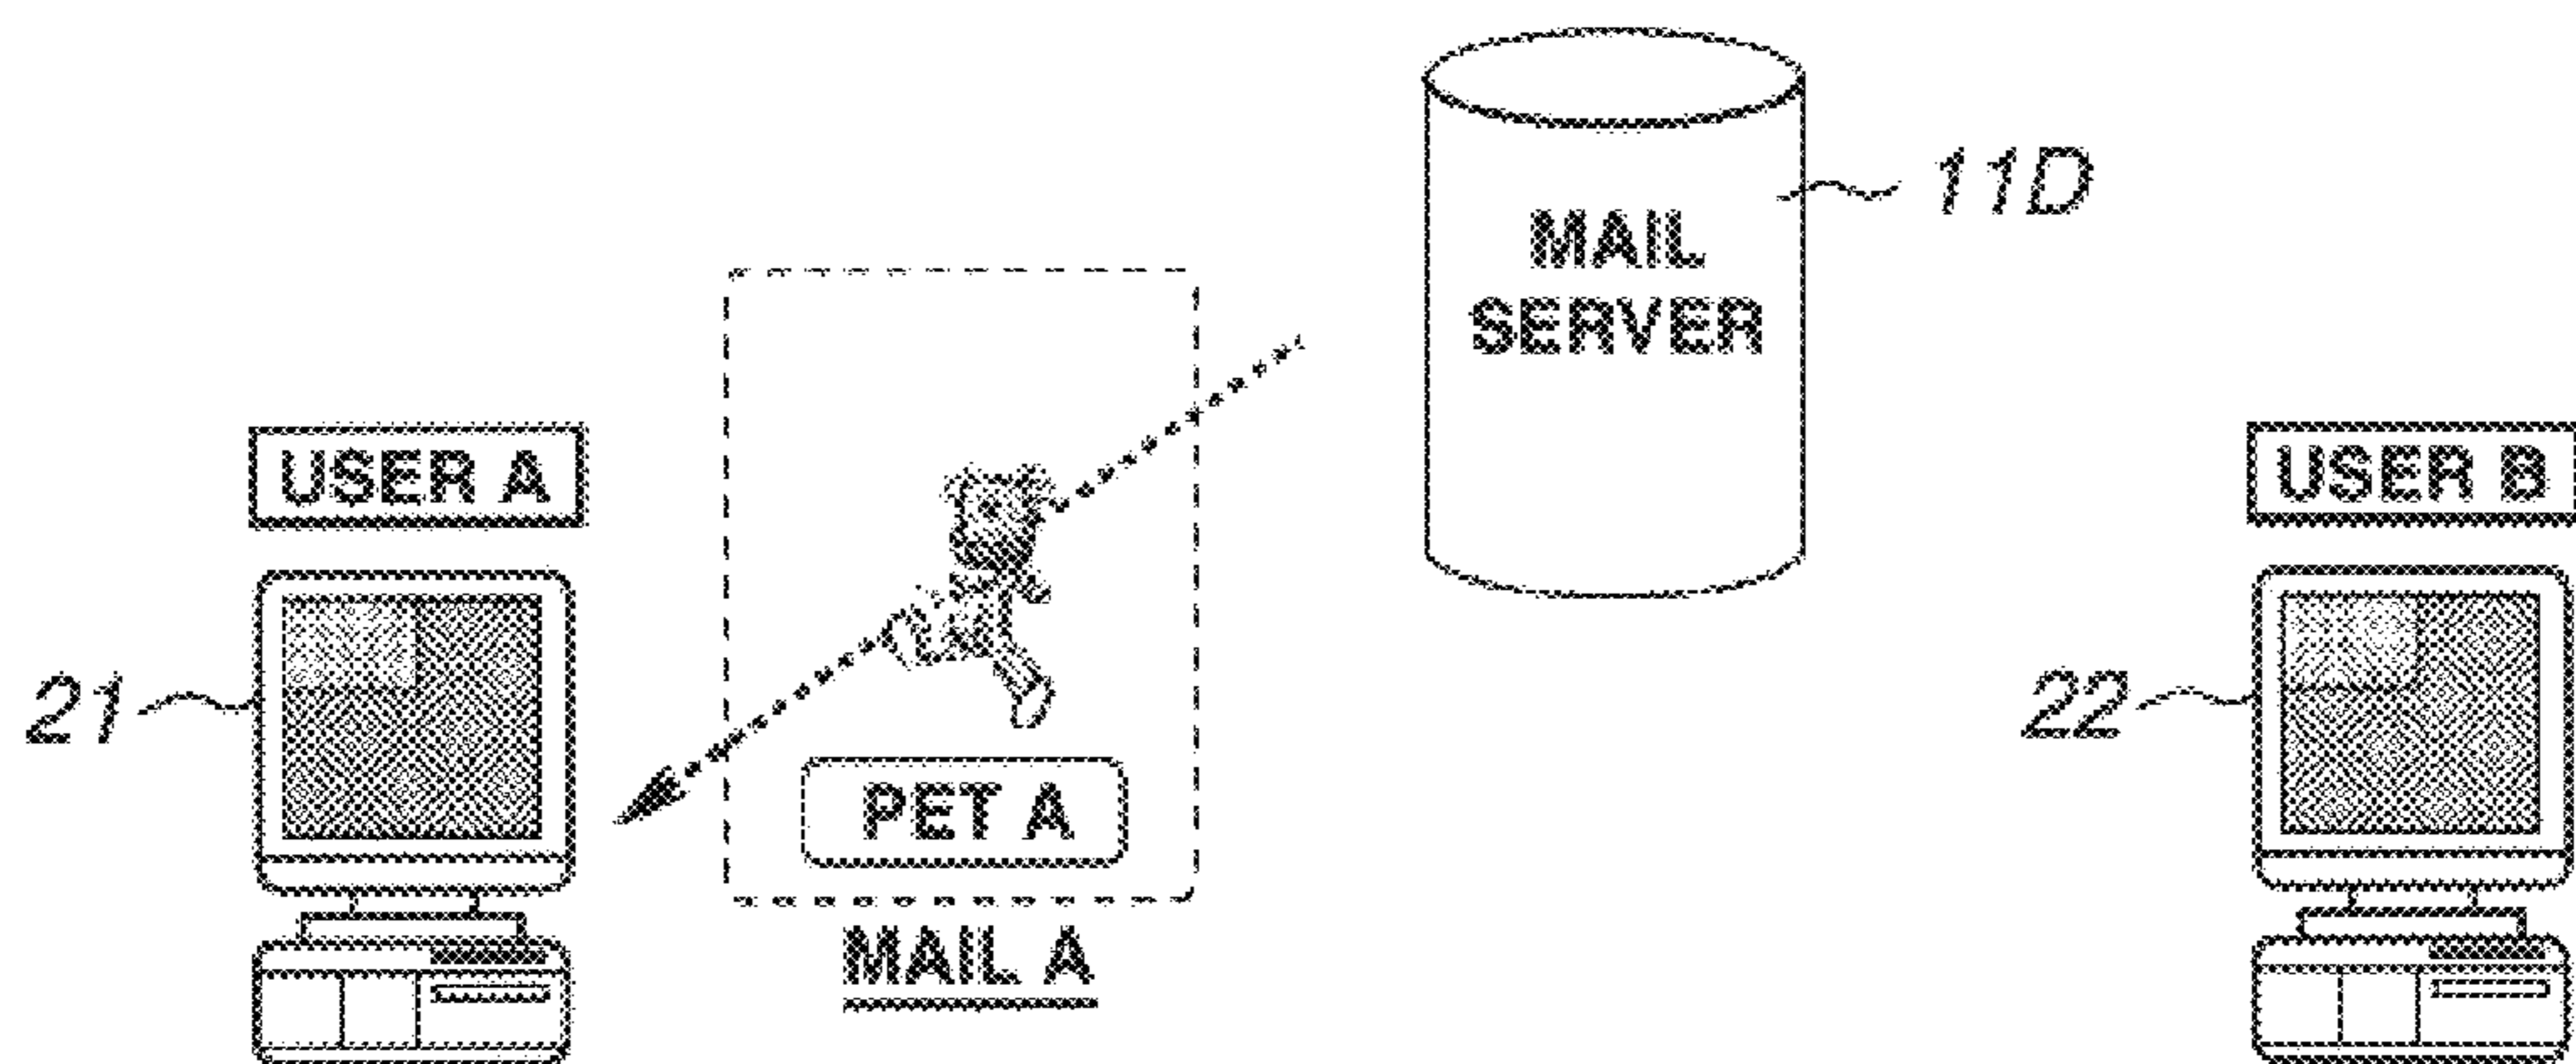 11D
MAIL
SERVER
USER A
USER B
21
22
PET A
MAIL A